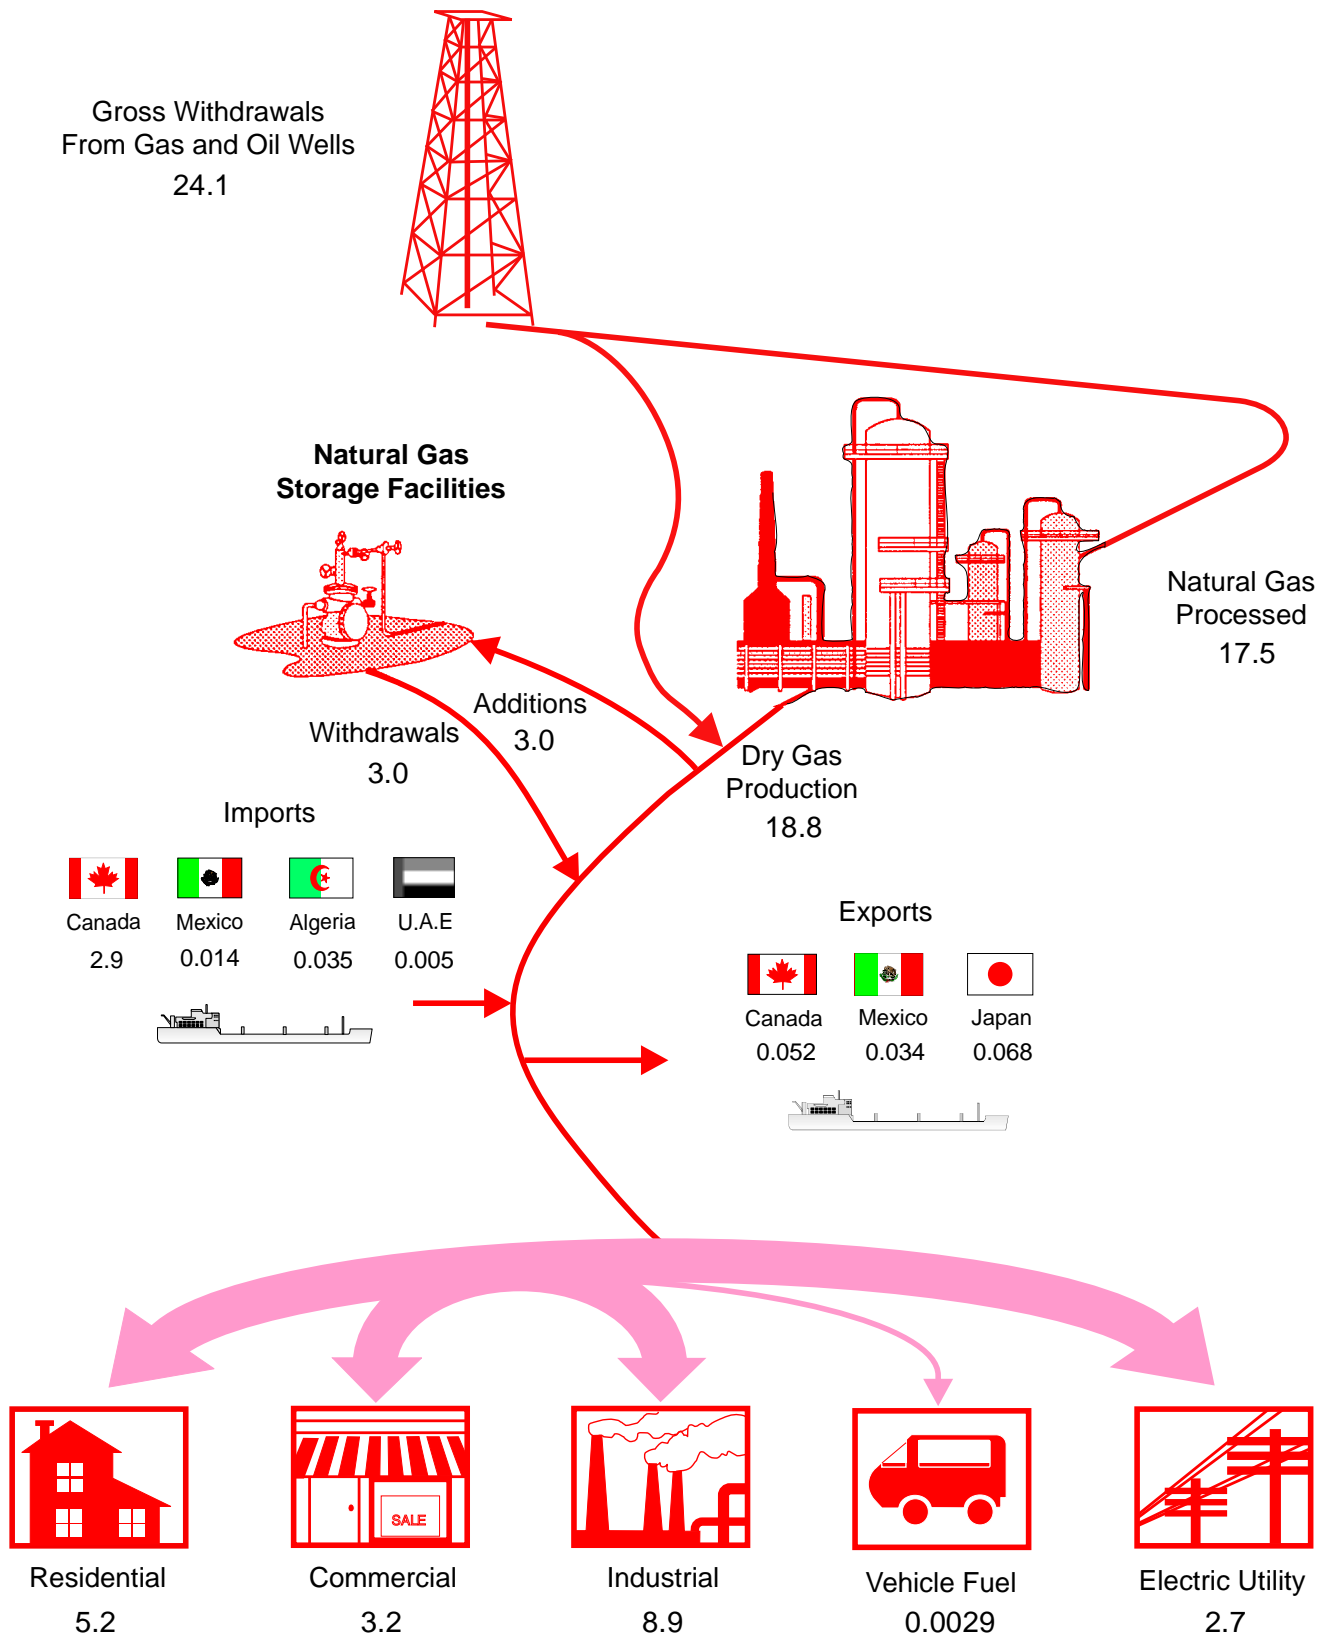 Gross Withdrawals
From Gas and Oil Wells
24.1
Natural Gas
Storage Facilities
Natural Gas
Processed
17.5
Additions
3.0
Withdrawals
3.0
Dry Gas
Production
18.8
Imports
Canada Mexico Algeria U.A.E
2.9 0.014 0.035 0.005
Exports
Canada Mexico Japan
0.052 0.034 0.068
SALE
Residential Commercial Industrial Vehicle Fuel Electric Utility
5.2 3.2 8.9 0.0029 2.7